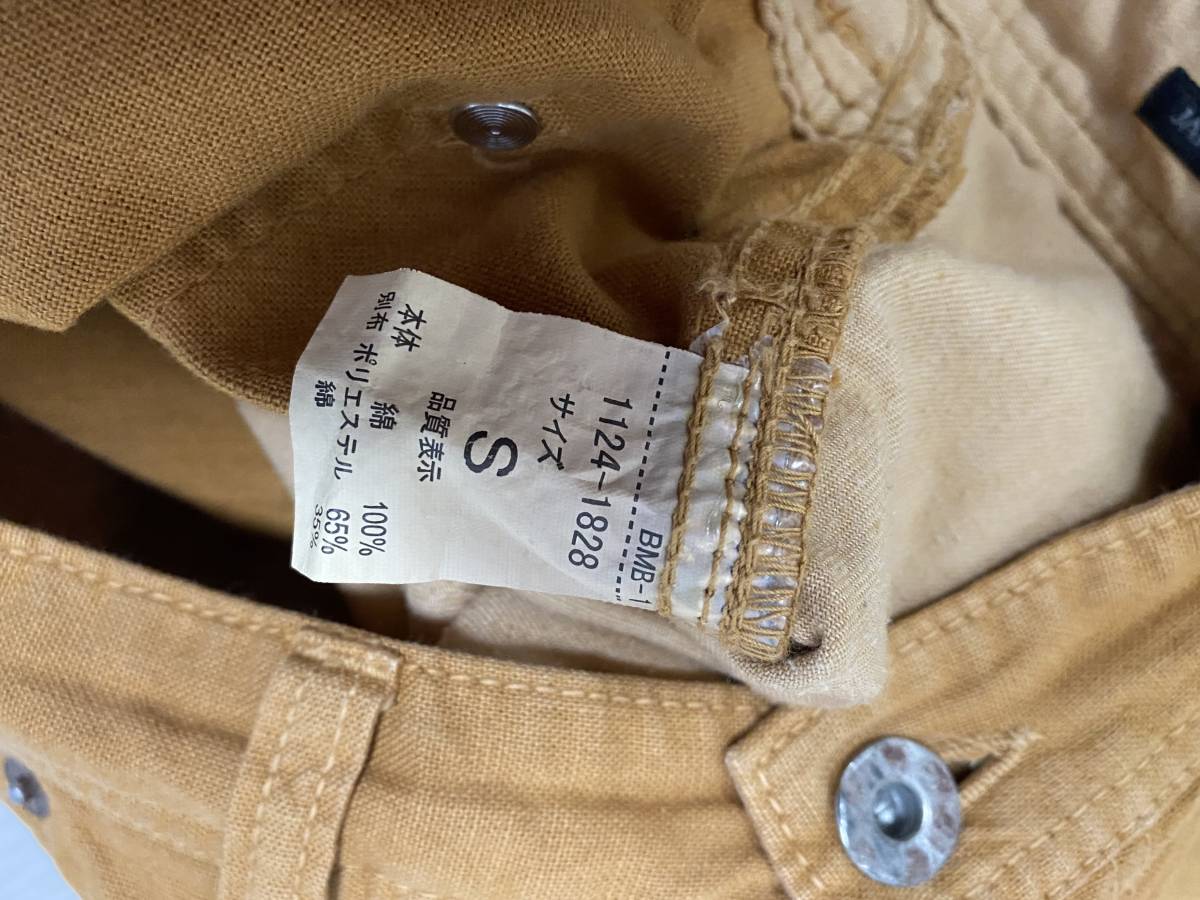 BMB-1
1124-1828
サイズ
S
品質表示
本体 綿 100%
別布 ポリエステル 65%
綿 35%